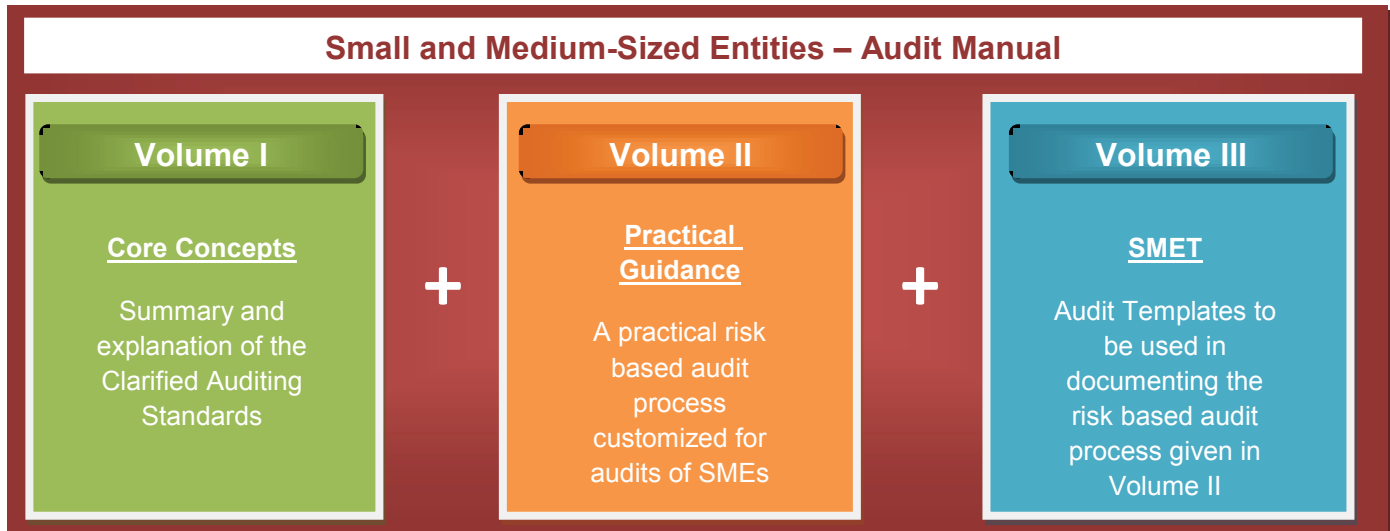 Small and Medium-Sized Entities – Audit Manual
Volume I
Core Concepts
Summary and
explanation of the
Clarified Auditing
Standards
+
Volume II
Practical
Guidance
A practical risk
based audit
process
customized for
audits of SMEs
+
Volume III
SMET
Audit Templates to
be used in
documenting the
risk based audit
process given in
Volume II